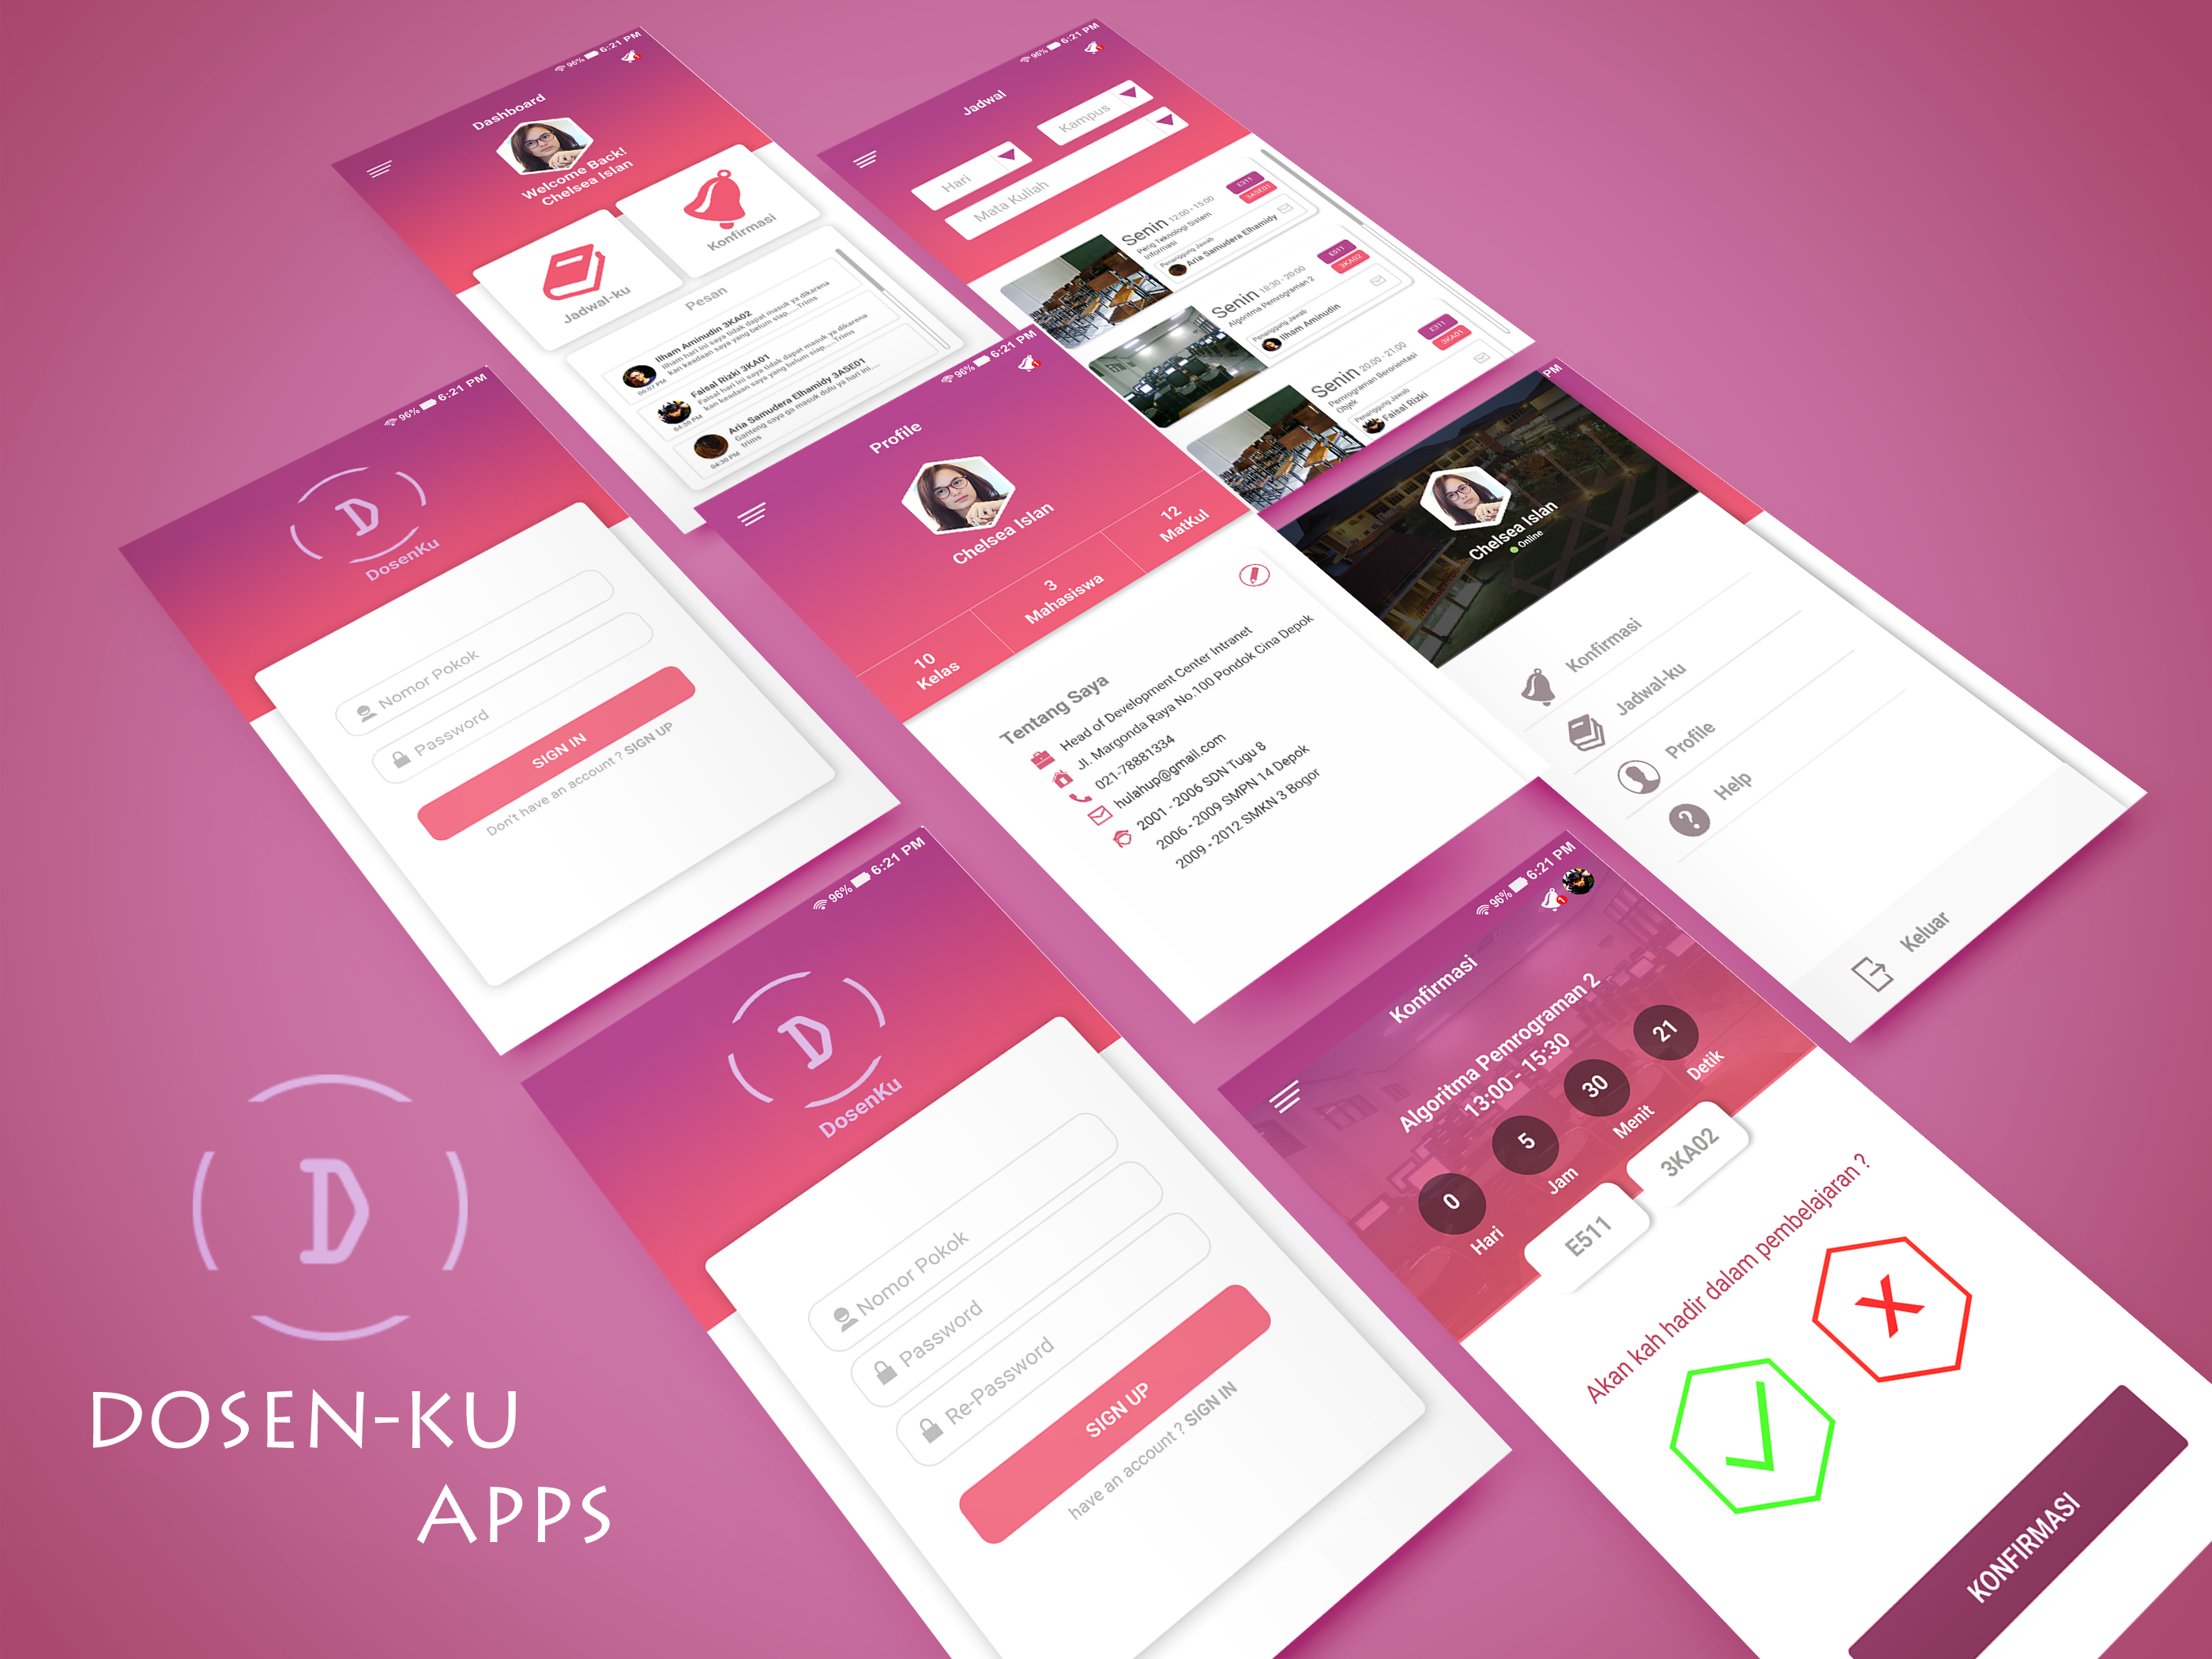 96% 6:21 PM
1
Dashboard
Welcome Back!
Chelsea Islan
Jadwal-ku
Konfirmasi
Pesan
Ilham Aminudin 3KA02
Ilham hari ini saya tidak dapat masuk ya dikarena
kan keadaan saya yang belum siap.....Trims
06:07 PM
Faisal Rizki 3KA01
Faisal hari ini saya tidak dapat masuk ya dikarena
kan keadaan saya yang belum siap.....Trims
04:30 PM
Aria Samudera Elhamidy 3ASE01
Ganteng saya ga masuk dulu ya hari ini....
trims
04:30 PM
96% 6:21 PM
1
Jadwal
Hari
Kampus
Mata Kuliah
Senin 12:00 - 15:00
Peng Teknologi Sistem
Informasi
E511
3ASE01
Penanggung Jawab
Aria Samudera Elhamidy
Senin 18:30 - 20:00
Algoritma Pemrograman 2
E511
3KA02
Penanggung Jawab
Ilham Aminudin
Senin 20:00 - 21:00
Pemrograman Berorientasi
Objek
E511
3KA01
Penanggung Jawab
Faisal Rizki
96% 6:21 PM
D
DosenKu
Nomor Pokok
Password
SIGN IN
Don't have an account ? SIGN UP
96% 6:21 PM
1
Profile
Chelsea Islan
10
Kelas
3
Mahasiswa
12
MatKul
Tentang Saya
Head of Development Center Intranet
Jl. Margonda Raya No.100 Pondok Cina Depok
021-78881334
hulahup@gmail.com
2001 - 2006 SDN Tugu 8
2006 - 2009 SMPN 14 Depok
2009 - 2012 SMKN 3 Bogor
PM
Chelsea Islan
Online
Konfirmasi
Jadwal-ku
Profile
? Help
Keluar
96% 6:21 PM
D
DosenKu
Nomor Pokok
Password
Re-Password
SIGN UP
have an account ? SIGN IN
96% 6:21 PM
1
Konfirmasi
Algoritma Pemrograman 2
13:00 - 15:30
0
Hari
5
Jam
30
Menit
21
Detik
E511
3KA02
Akan kah hadir dalam pembelajaran ?
X
KONFIRMASI
D
DOSEN-KU
APPS